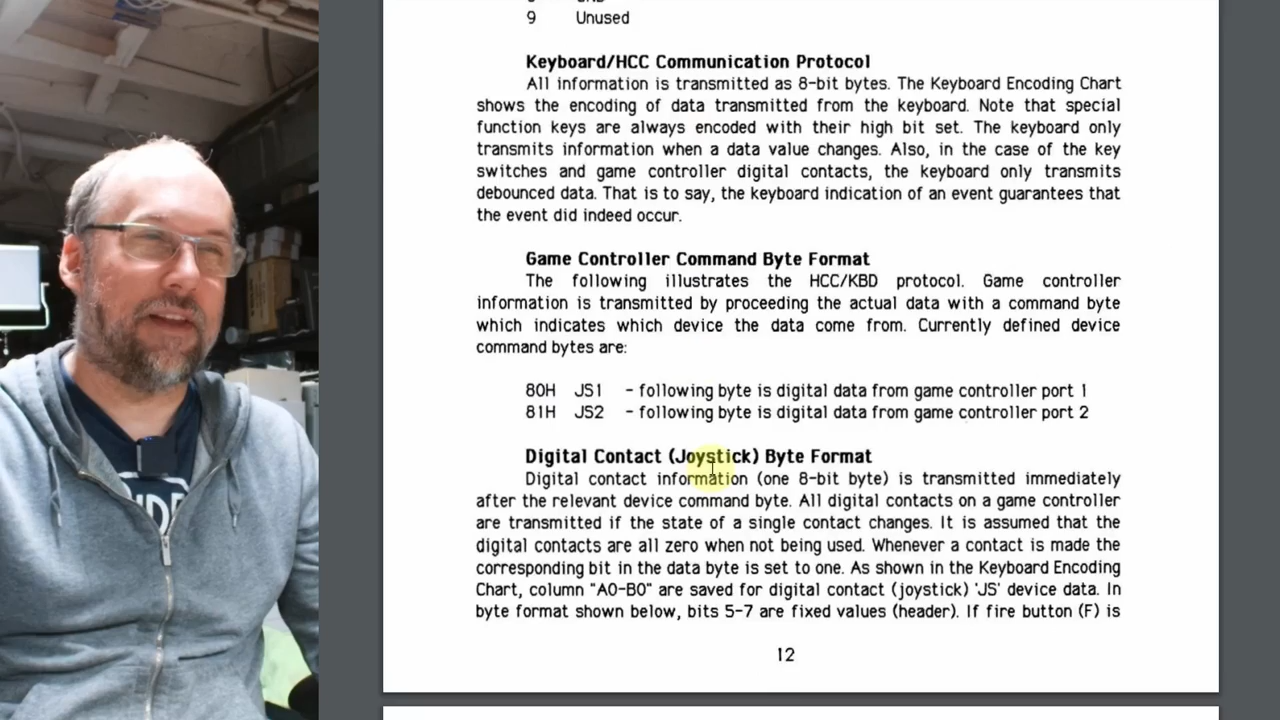 9 Unused
Keyboard/HCC Communication Protocol
All information is transmitted as 8-bit bytes. The Keyboard Encoding Chart
shows the encoding of data transmitted from the keyboard. Note that special
function keys are always encoded with their high bit set. The keyboard only
transmits information when a data value changes. Also, in the case of the key
switches and game controller digital contacts, the keyboard only transmits
debounced data. That is to say, the keyboard indication of an event guarantees that
the event did indeed occur.
Game Controller Command Byte Format
The following illustrates the HCC/KBD protocol. Game controller
information is transmitted by proceeding the actual data with a command byte
which indicates which device the data come from. Currently defined device
command bytes are:
80H JS1 - following byte is digital data from game controller port 1
81H JS2 - following byte is digital data from game controller port 2
Digital Contact (Joystick) Byte Format
Digital contact information (one 8-bit byte) is transmitted immediately
after the relevant device command byte. All digital contacts on a game controller
are transmitted if the state of a single contact changes. It is assumed that the
digital contacts are all zero when not being used. Whenever a contact is made the
corresponding bit in the data byte is set to one. As shown in the Keyboard Encoding
Chart, column "A0-B0" are saved for digital contact (joystick) 'JS' device data. In
byte format shown below, bits 5-7 are fixed values (header). If fire button (F) is
12